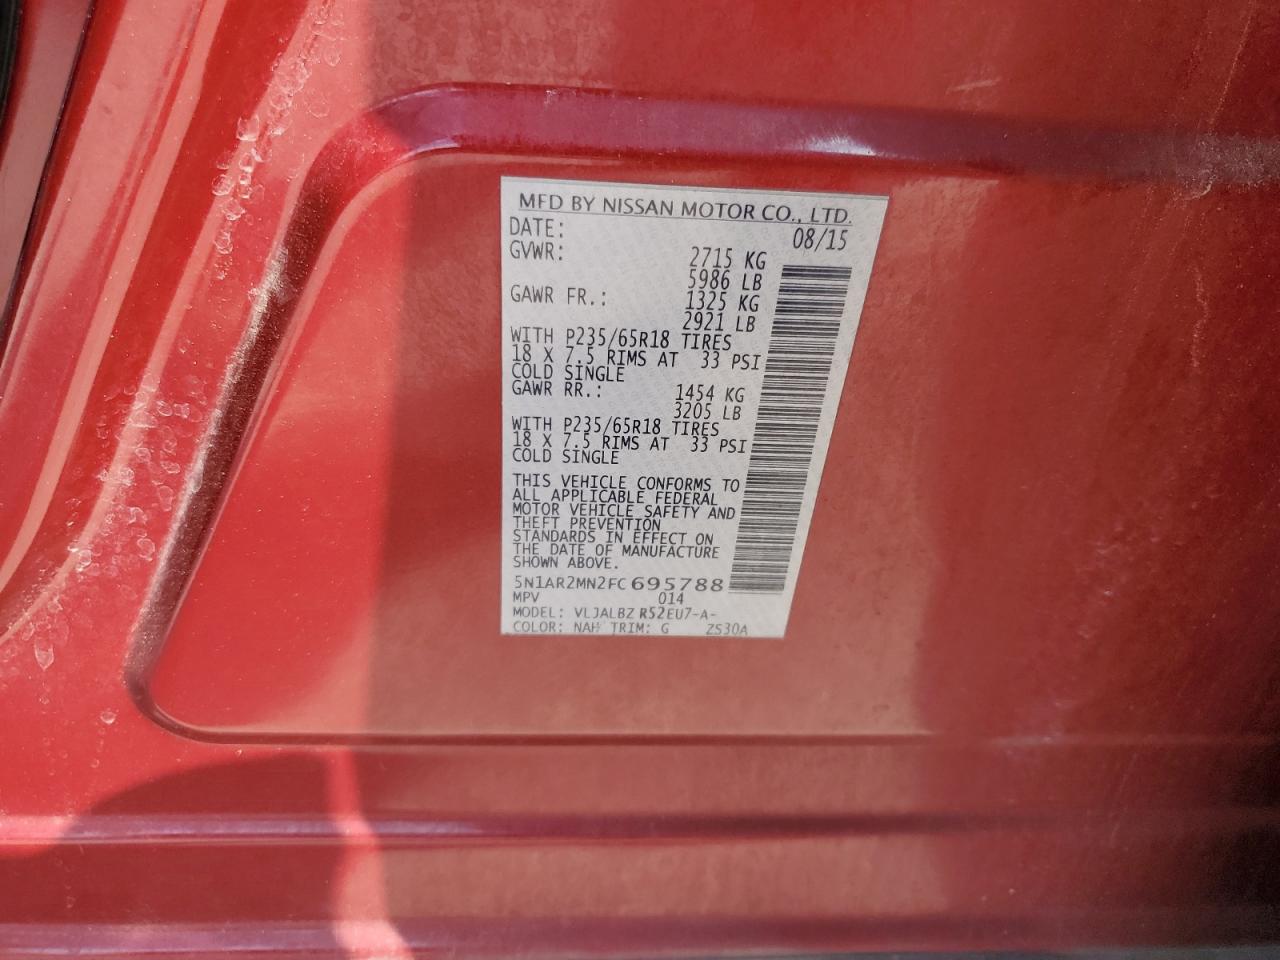 MFD BY NISSAN MOTOR CO., LTD.
DATE: 08/15
GVWR: 2715 KG
5986 LB
GAWR FR.: 1325 KG
2921 LB
WITH P235/65R18 TIRES
18 X 7.5 RIMS AT 33 PSI
COLD SINGLE
GAWR RR.: 1454 KG
3205 LB
WITH P235/65R18 TIRES
18 X 7.5 RIMS AT 33 PSI
COLD SINGLE
THIS VEHICLE CONFORMS TO
ALL APPLICABLE FEDERAL
MOTOR VEHICLE SAFETY AND
THEFT PREVENTION
STANDARDS IN EFFECT ON
THE DATE OF MANUFACTURE
SHOWN ABOVE.
5N1AR2MN2FC695788
MPV 014
MODEL: VLJALBZ R52EU7-A-
COLOR: NAH TRIM: G ZS30A